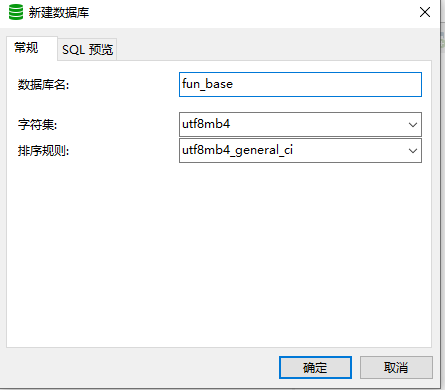 新建数据库
常规 SQL 预览
数据库名: fun_base
字符集: utf8mb4
排序规则: utf8mb4_general_ci
确定 取消